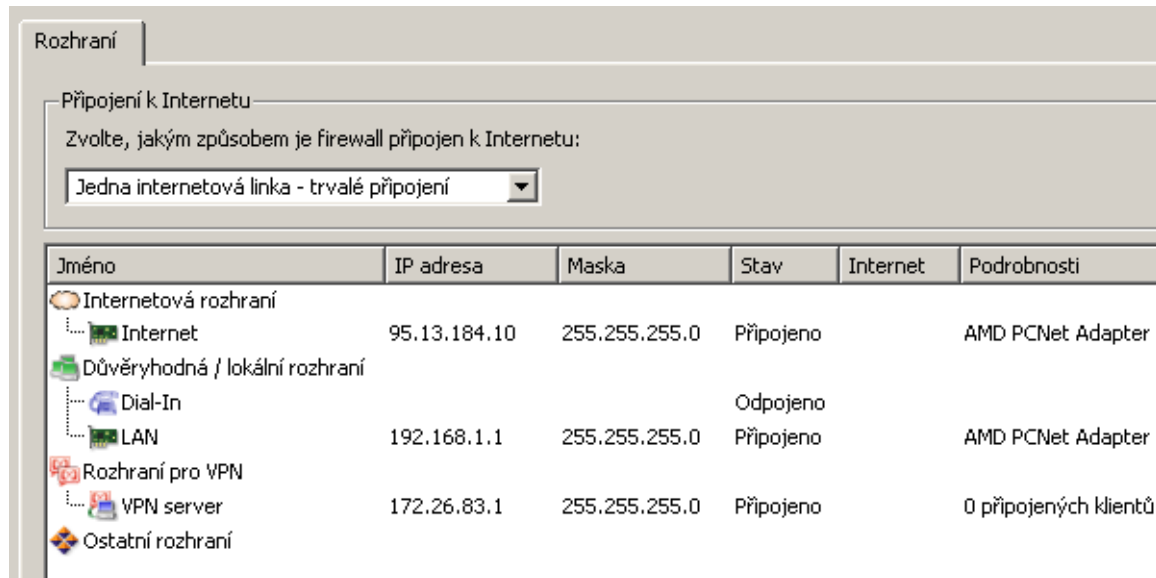 Rozhraní
Připojení k Internetu
Zvolte, jakým způsobem je firewall připojen k Internetu:
Jedna internetová linka - trvalé připojení
Jméno IP adresa Maska Stav Internet Podrobnosti
Internetová rozhraní
Internet 95.13.184.10 255.255.255.0 Připojeno AMD PCNet Adapter
Důvěryhodná / lokální rozhraní
Dial-In Odpojeno
LAN 192.168.1.1 255.255.255.0 Připojeno AMD PCNet Adapter
Rozhraní pro VPN
VPN server 172.26.83.1 255.255.255.0 Připojeno 0 připojených klientů
Ostatní rozhraní